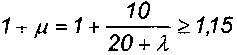 1 + μ = 1 + 10 / (20 + λ) ≥ 1,15